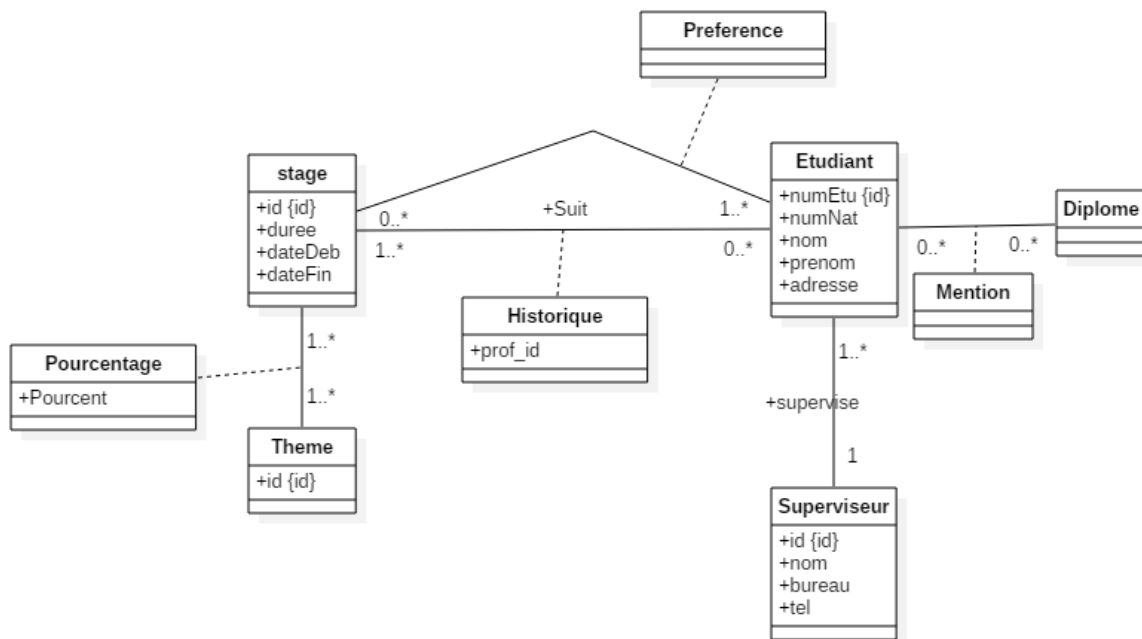 Preference
stage
+id {id}
+duree
+dateDeb
+dateFin
0..*
1..*
+Suit
1..*
0..*
Etudiant
+numEtu {id}
+numNat
+nom
+prenom
+adresse
0..*
0..*
Diplome
Mention
Historique
+prof_id
Pourcentage
+Pourcent
1..*
1..*
Theme
+id {id}
1..*
+supervise
1
Superviseur
+id {id}
+nom
+bureau
+tel